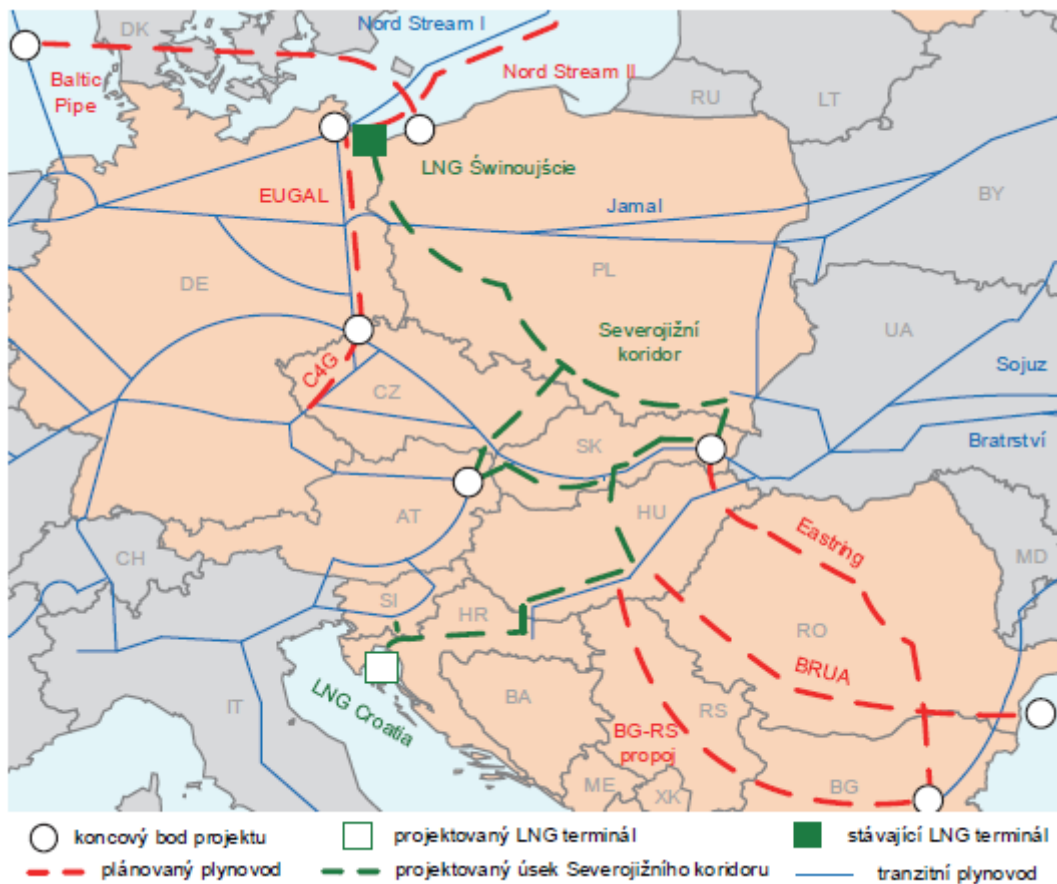 DK
Nord Stream I
Baltic
Pipe
Nord Stream II
RU
LT
LNG Świnoujście
EUGAL
Jamal
BY
DE
PL
UA
Severojižní
koridor
Sojuz
C4G
CZ
SK
Bratrství
AT
HU
CH
Eastring
MD
SI
HR
RO
BRUA
IT
LNG Croatia
BA
RS
BG-RS
propoj
ME
XK
BG
koncový bod projektu
projektovaný LNG terminál
stávající LNG terminál
plánovaný plynovod
projektovaný úsek Severojižního koridoru
tranzitní plynovod